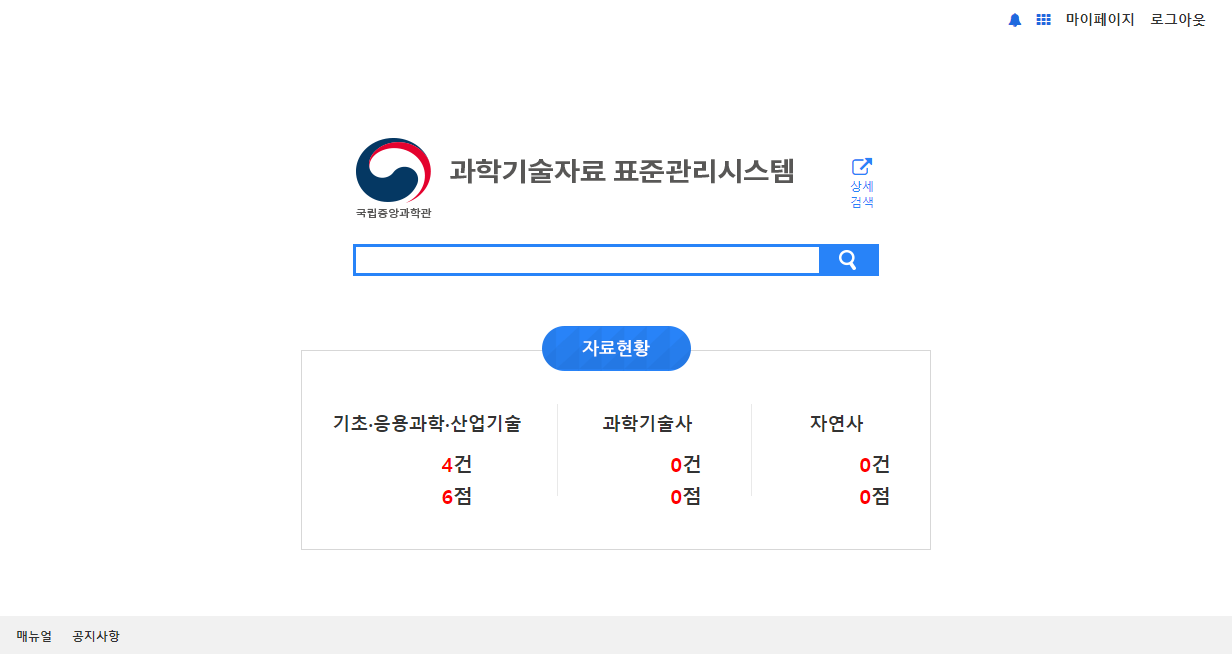 마이페이지 로그아웃
과학기술자료 표준관리시스템
국립중앙과학관
상세
검색
자료현황
기초·응용과학·산업기술 과학기술사 자연사
4건 0건 0건
6점 0점 0점
매뉴얼 공지사항